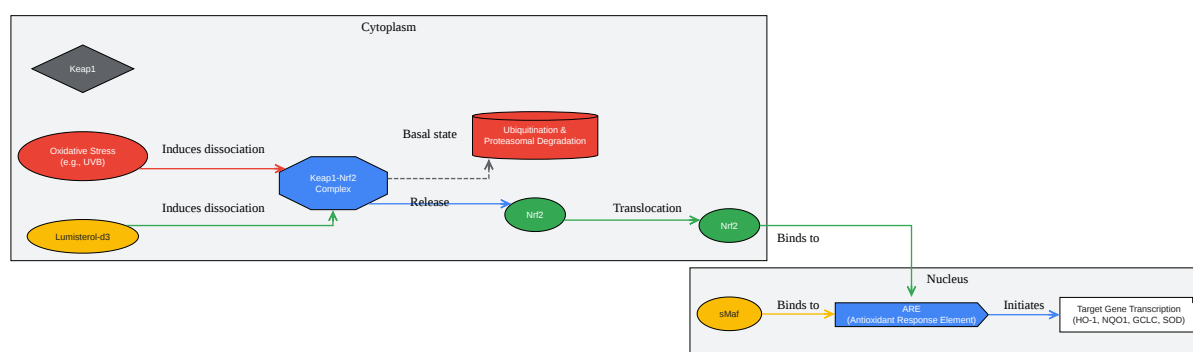 Cytoplasm
Keap1
Oxidative Stress
(e.g., UVB)
Induces dissociation
Basal state
Ubiquitination &
Proteasomal Degradation
Keap1-Nrf2
Complex
Release
Induces dissociation
Lumisterol-d3
Nrf2
Translocation
Nrf2
Binds to
Nucleus
sMaf
Binds to
ARE
(Antioxidant Response Element)
Initiates
Target Gene Transcription
(HO-1, NQO1, GCLC, SOD)